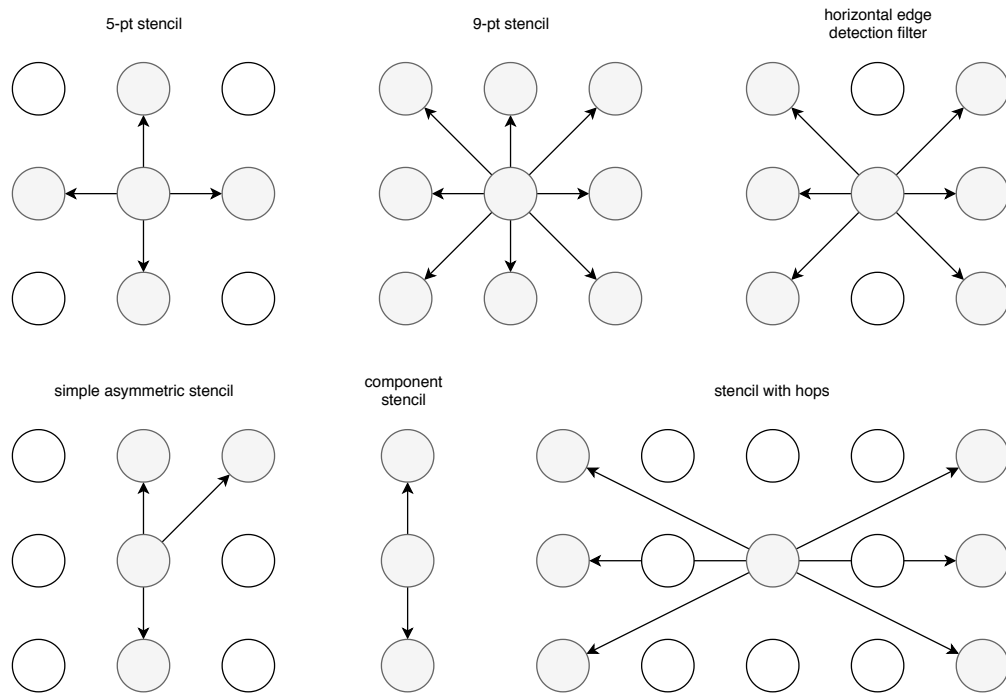 5-pt stencil
9-pt stencil
horizontal edge
detection filter
simple asymmetric stencil
component
stencil
stencil with hops